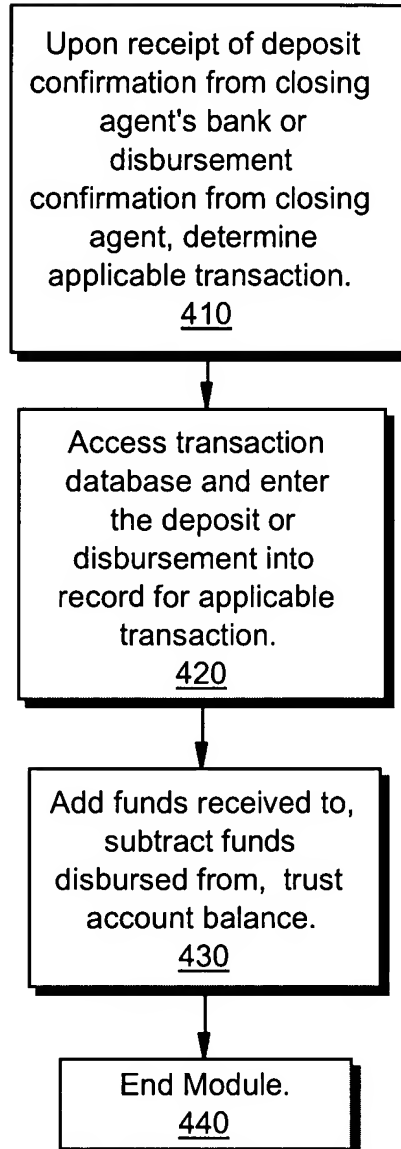 Upon receipt of deposit
confirmation from closing
agent's bank or
disbursement
confirmation from closing
agent, determine
applicable transaction.
410
Access transaction
database and enter
the deposit or
disbursement into
record for applicable
transaction.
420
Add funds received to,
subtract funds
disbursed from, trust
account balance.
430
End Module.
440